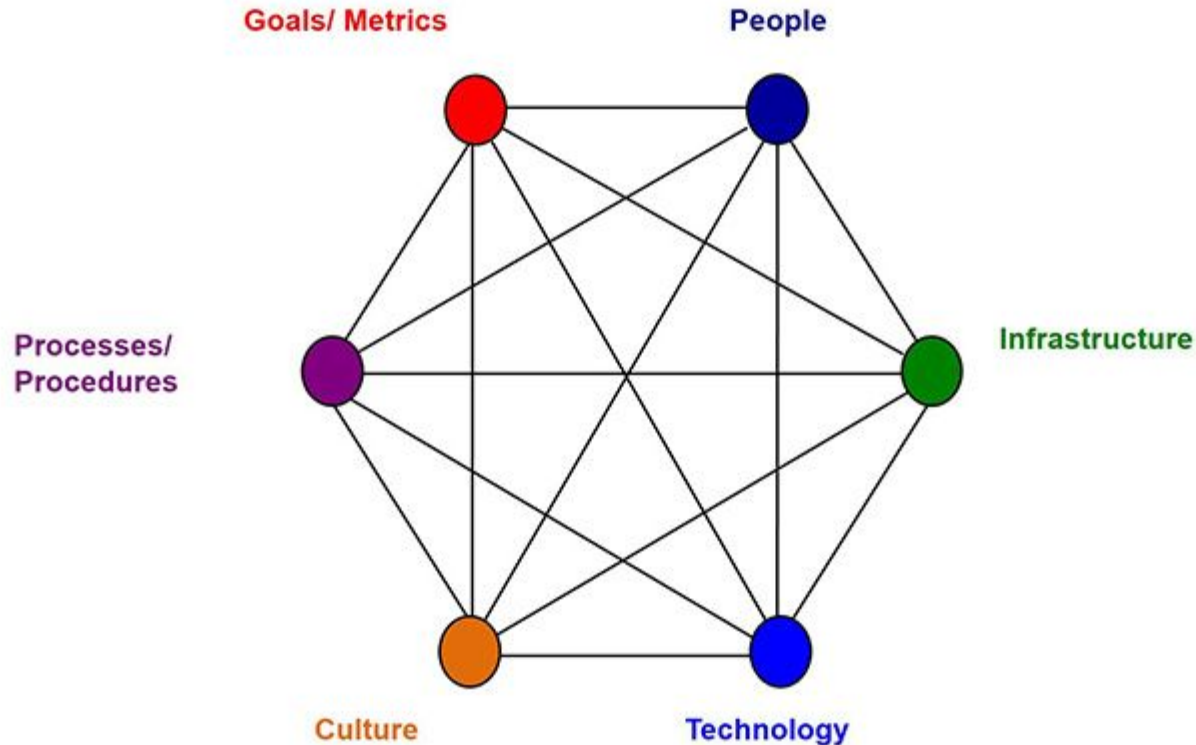 Goals/ Metrics
People
Processes/
Procedures
Infrastructure
Culture
Technology